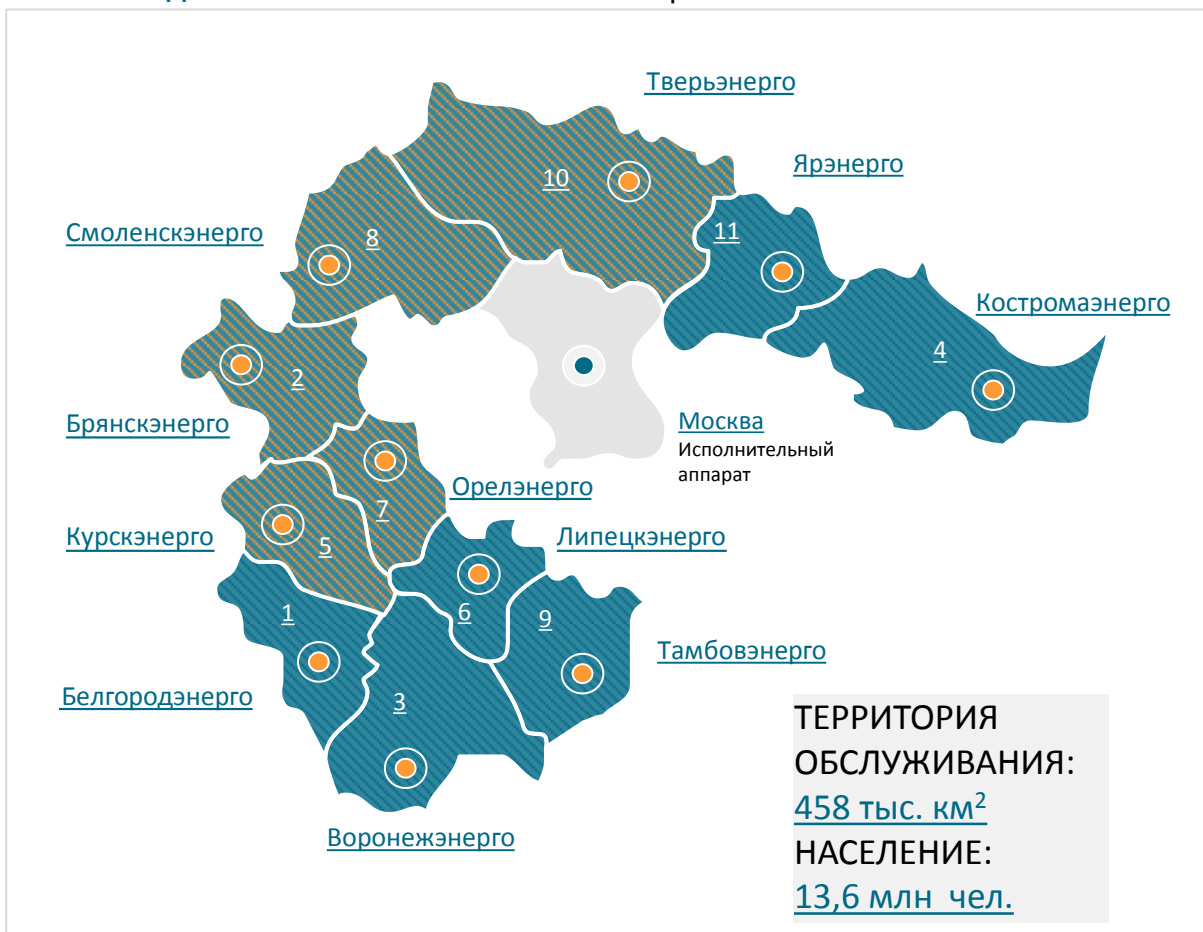 Тверьэнерго
10
Ярэнерго
Смоленскэнерго
8
11
Костромаэнерго
4
2
Брянскэнерго
Москва
Исполнительный
аппарат
Орелэнерго
7
Курскэнерго
5
Липецкэнерго
1
6
9
Тамбовэнерго
Белгородэнерго
3
ТЕРРИТОРИЯ
ОБСЛУЖИВАНИЯ:
458 тыс. км²
НАСЕЛЕНИЕ:
13,6 млн чел.
Воронежэнерго